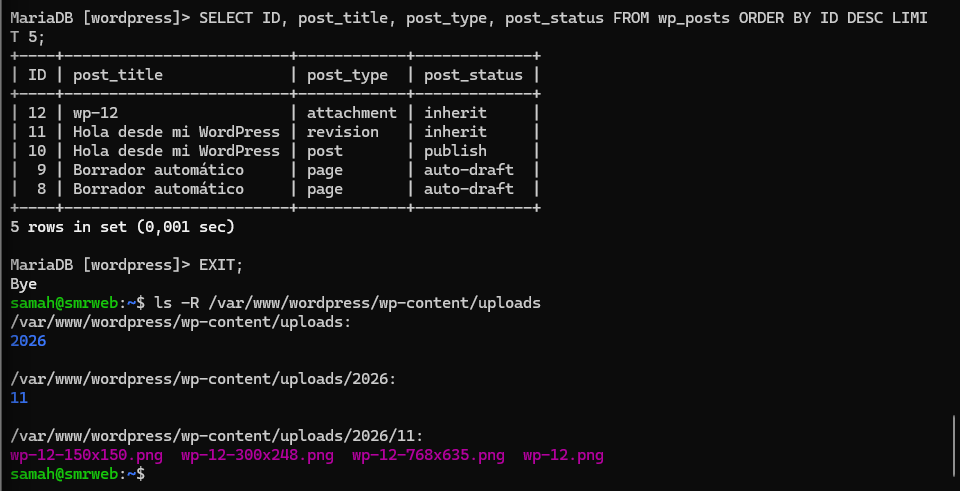 MariaDB [wordpress]> SELECT ID, post_title, post_type, post_status FROM wp_posts ORDER BY ID DESC LIMI
T 5;
+----+-------------------------+------------+-------------+
| ID | post_title              | post_type  | post_status |
+----+-------------------------+------------+-------------+
| 12 | wp-12                   | attachment | inherit     |
| 11 | Hola desde mi WordPress | revision   | inherit     |
| 10 | Hola desde mi WordPress | post       | publish     |
|  9 | Borrador automático     | page       | auto-draft  |
|  8 | Borrador automático     | page       | auto-draft  |
+----+-------------------------+------------+-------------+
5 rows in set (0,001 sec)

MariaDB [wordpress]> EXIT;
Bye
samah@smrweb:~$ ls -R /var/www/wordpress/wp-content/uploads
/var/www/wordpress/wp-content/uploads:
2026

/var/www/wordpress/wp-content/uploads/2026:
11

/var/www/wordpress/wp-content/uploads/2026/11:
wp-12-150x150.png  wp-12-300x248.png  wp-12-768x635.png  wp-12.png
samah@smrweb:~$